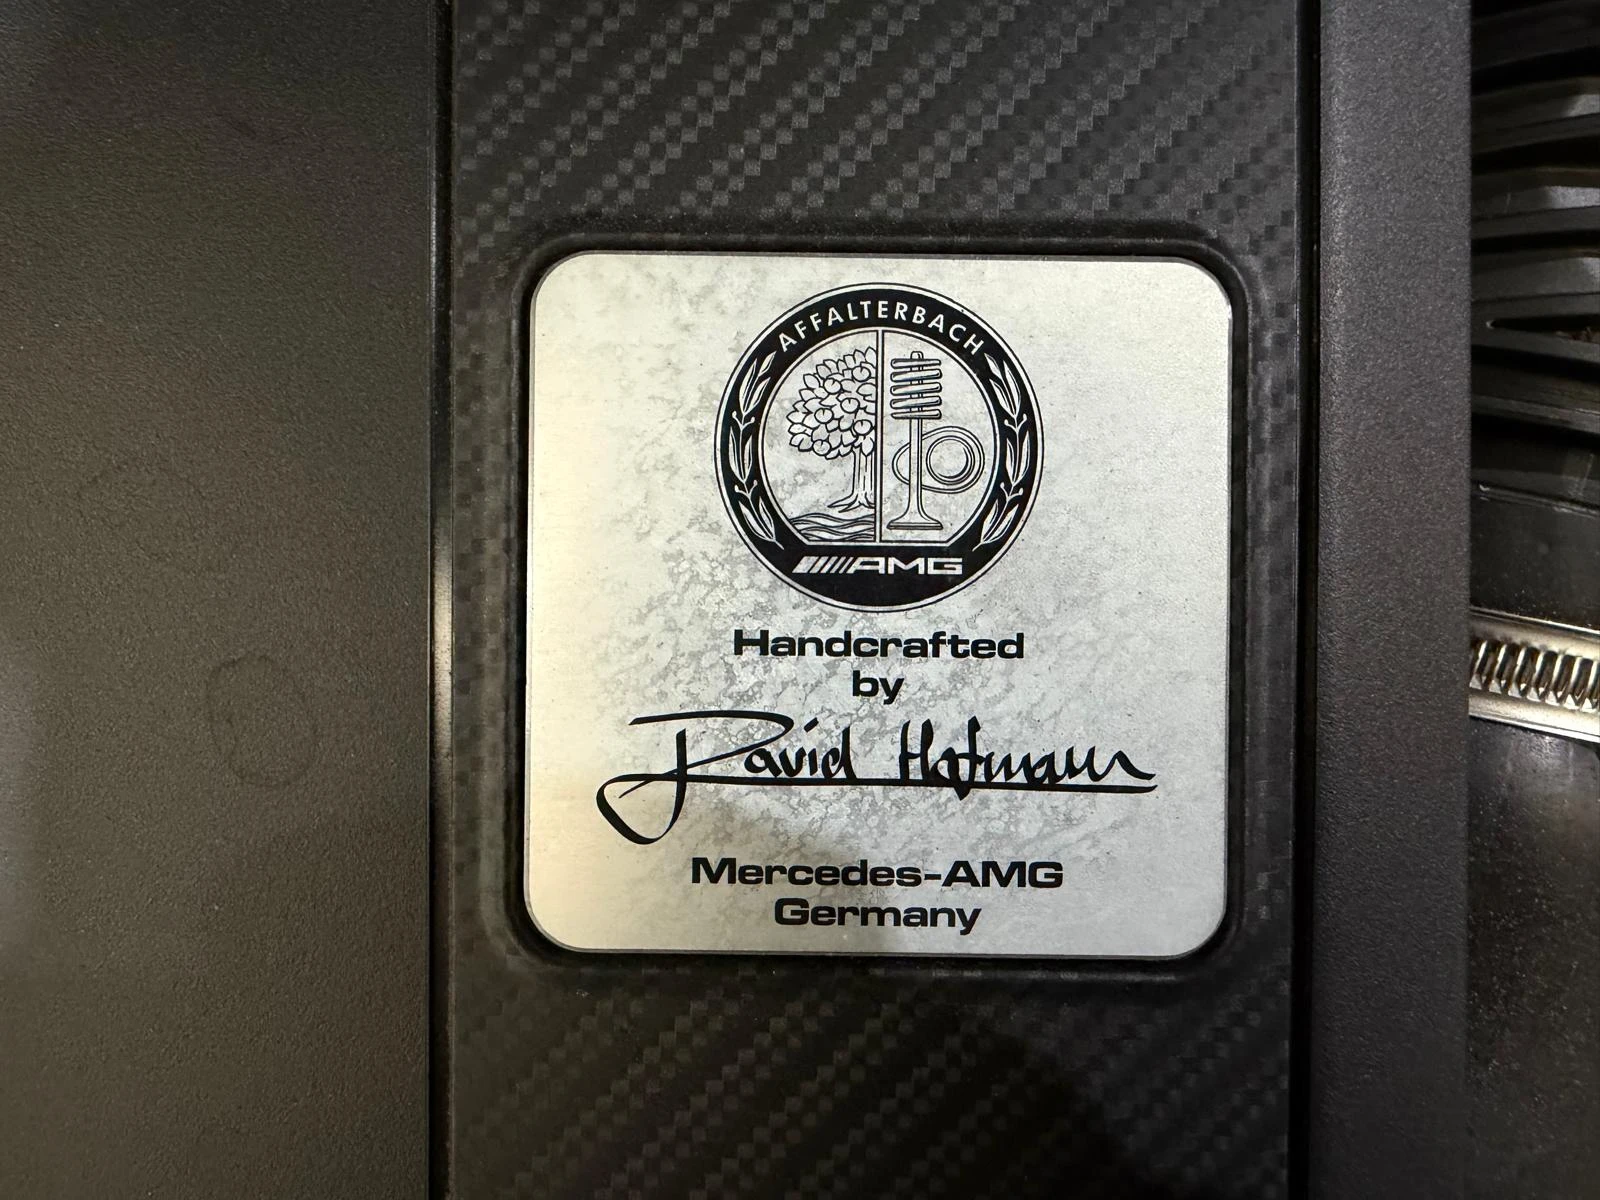 AFFALTERBACH
AMG
Handcrafted
by
David Hofmann
Mercedes-AMG
Germany